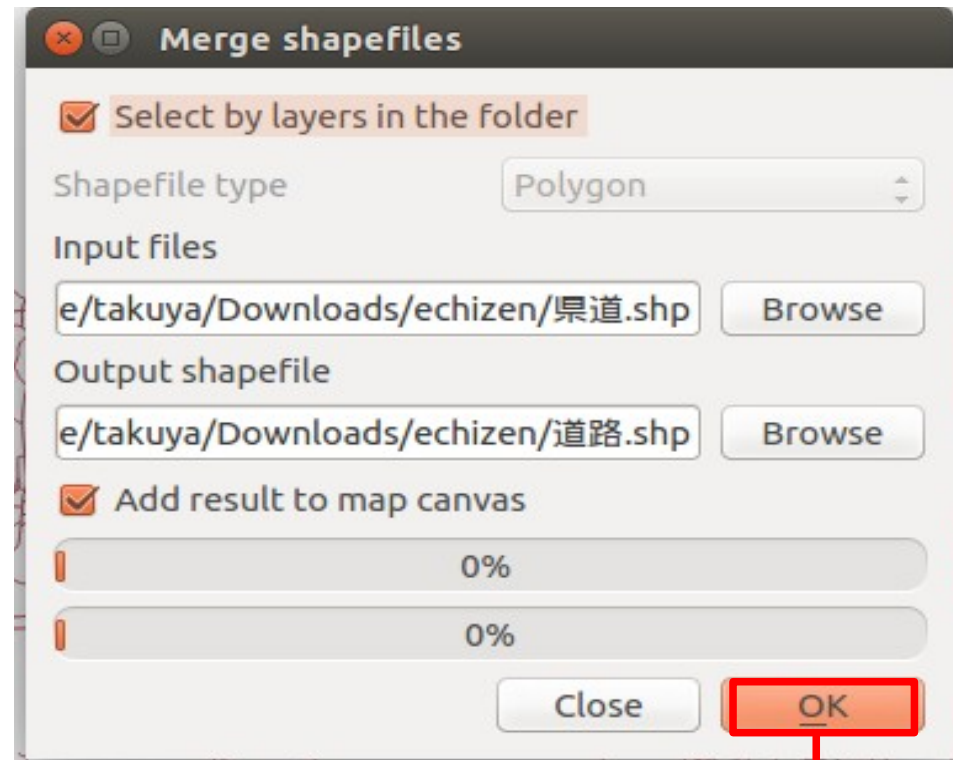 Merge shapefiles
Select by layers in the folder
Shapefile type Polygon
Input files
e/takuya/Downloads/echizen/県道.shp Browse
Output shapefile
e/takuya/Downloads/echizen/道路.shp Browse
Add result to map canvas
0%
0%
Close OK